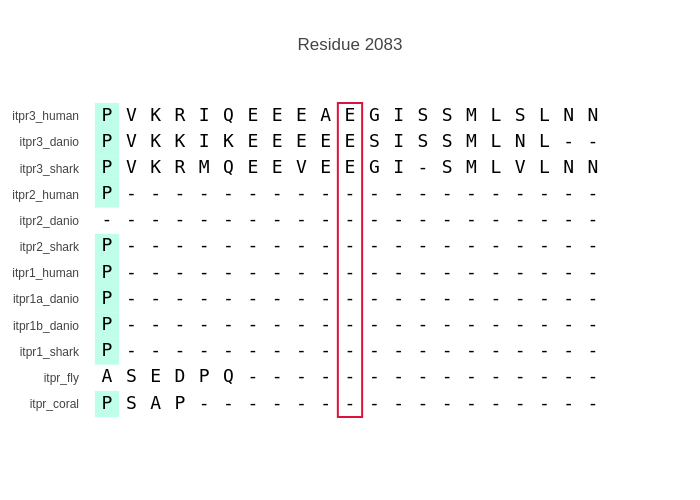 Residue 2083
itpr3_human P V K R I Q E E E A E G I S S M L S L N N
itpr3_danio P V K K I K E E E E E S I S S M L N L - -
itpr3_shark P V K R M Q E E V E E G I - S M L V L N N
itpr2_human P - - - - - - - - - - - - - - - - - - - -
itpr2_danio - - - - - - - - - - - - - - - - - - - - -
itpr2_shark P - - - - - - - - - - - - - - - - - - - -
itpr1_human P - - - - - - - - - - - - - - - - - - - -
itpr1a_danio P - - - - - - - - - - - - - - - - - - - -
itpr1b_danio P - - - - - - - - - - - - - - - - - - - -
itpr1_shark P - - - - - - - - - - - - - - - - - - - -
itpr_fly A S E D P Q - - - - - - - - - - - - - - -
itpr_coral P S A P - - - - - - - - - - - - - - - - -